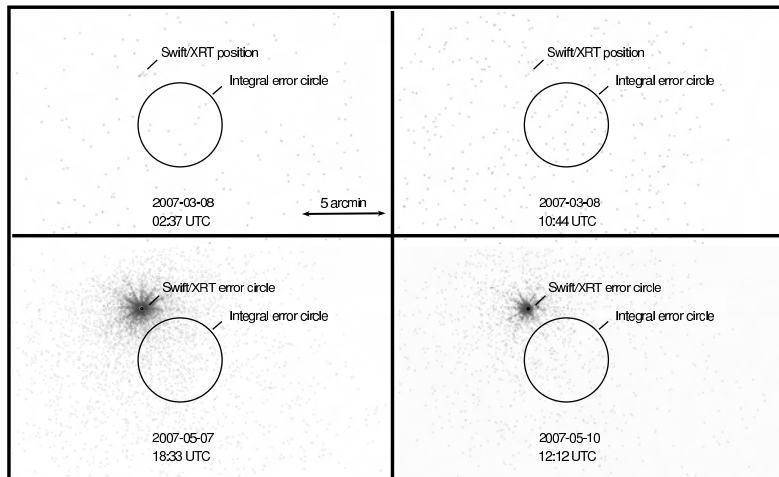 Swift/XRT position
Integral error circle
2007-03-08
02:37 UTC
5 arcmin
Swift/XRT position
Integral error circle
2007-03-08
10:44 UTC
Swift/XRT error circle
Integral error circle
2007-05-07
18:33 UTC
Swift/XRT error circle
Integral error circle
2007-05-10
12:12 UTC